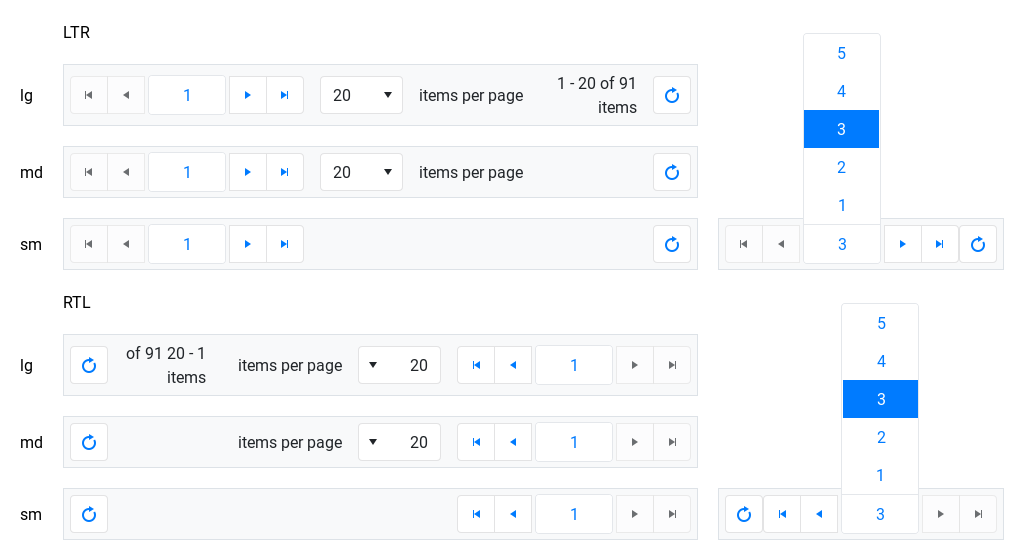 LTR
lg
1
20
items per page
1 - 20 of 91
items
md
1
20
items per page
sm
1
5
4
3
2
1
3
RTL
lg
of 91 20 - 1
items
items per page
20
1
md
items per page
20
1
sm
1
5
4
3
2
1
3